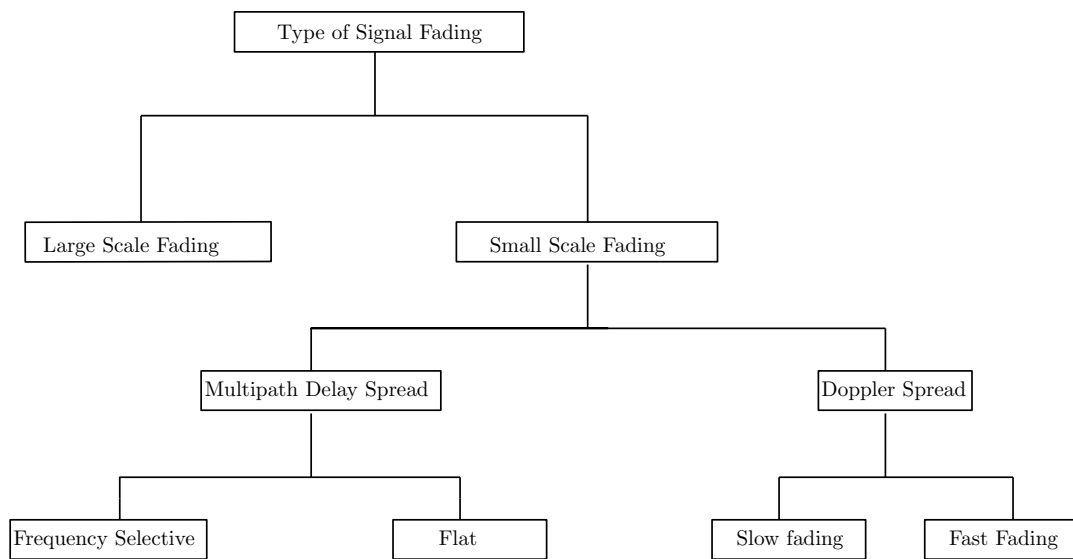 Type of Signal Fading
Large Scale Fading
Small Scale Fading
Multipath Delay Spread
Doppler Spread
Frequency Selective
Flat
Slow fading
Fast Fading